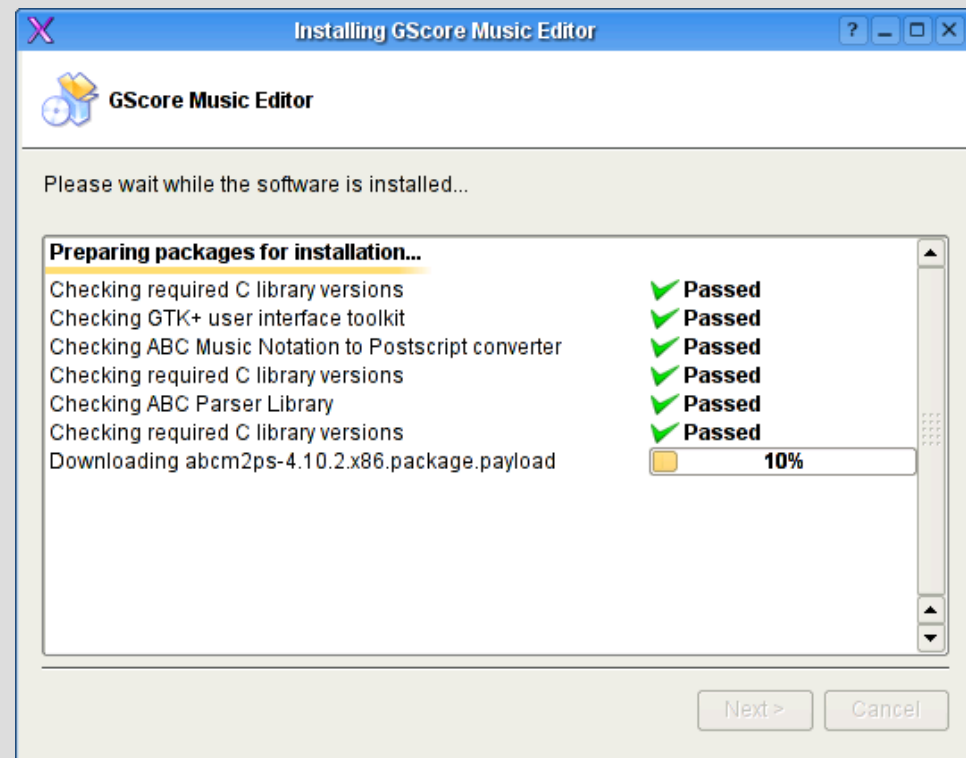 Installing GScore Music Editor
GScore Music Editor
Please wait while the software is installed...
Preparing packages for installation...
Checking required C library versions Passed
Checking GTK+ user interface toolkit Passed
Checking ABC Music Notation to Postscript converter Passed
Checking required C library versions Passed
Checking ABC Parser Library Passed
Checking required C library versions Passed
Downloading abcm2ps-4.10.2.x86.package.payload 10%
Next > Cancel